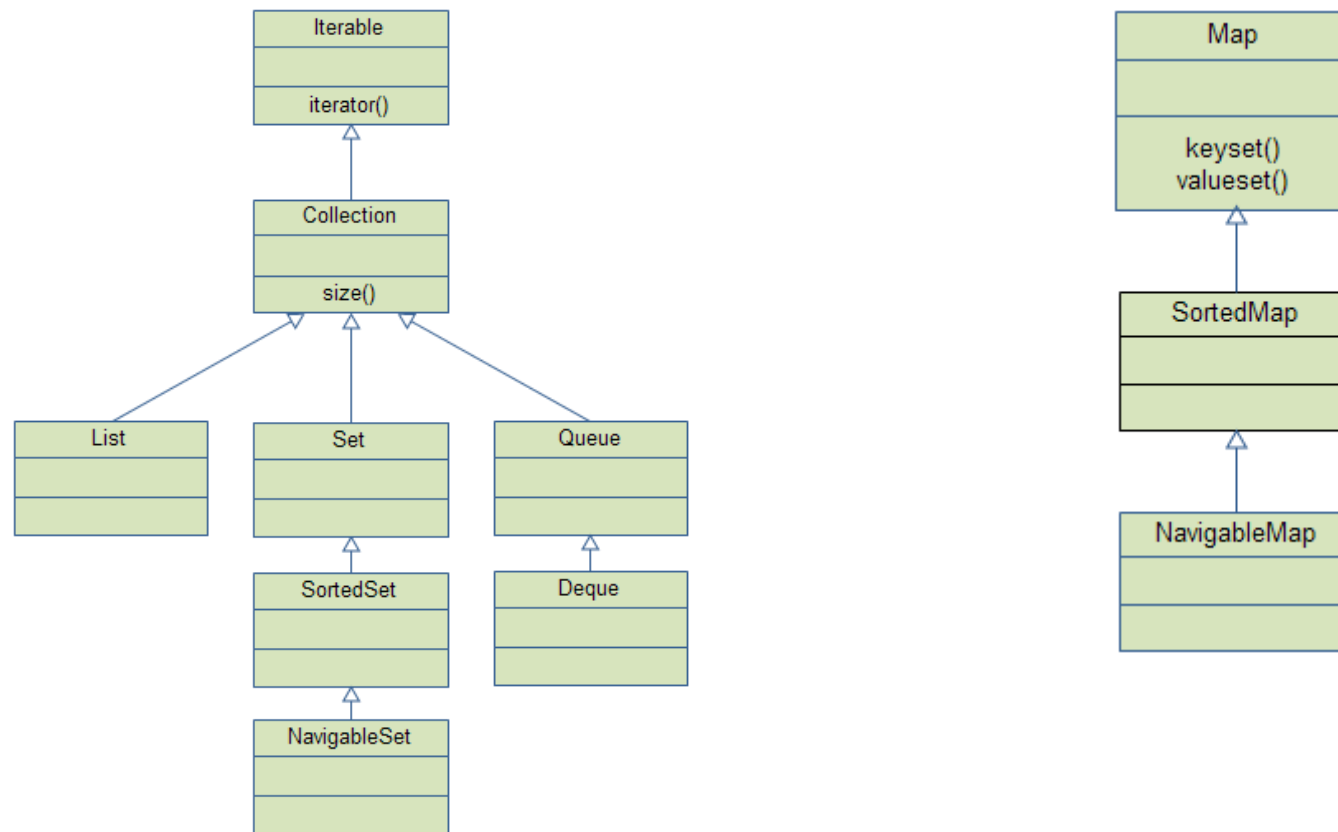 Iterable
iterator()
Collection
size()
List
Set
Queue
SortedSet
Deque
NavigableSet
Map
keyset()
valueset()
SortedMap
NavigableMap